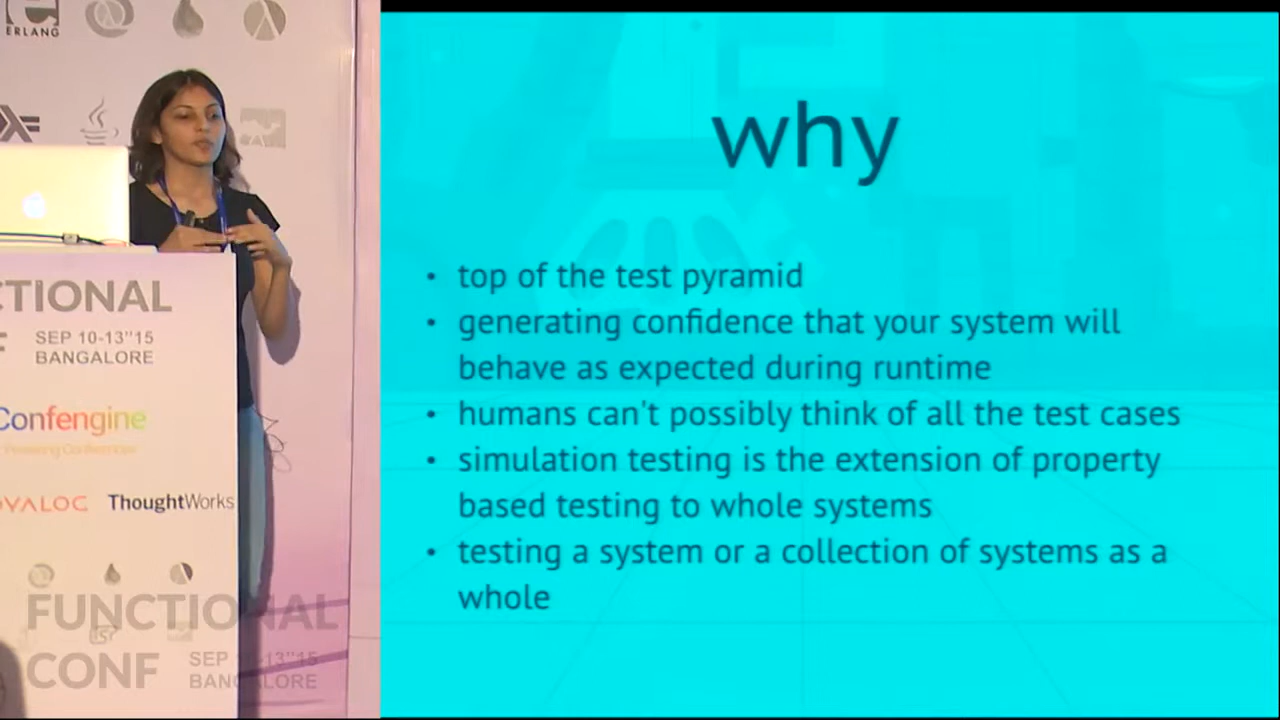 ERLANG
CTIONAL
F
SEP 10-13"15
BANGALORE
Confengine
OVALOC
ThoughtWorks
FUNCTIONAL
CONF
SEP 10-13"15
BANGALORE
why
• top of the test pyramid
• generating confidence that your system will
behave as expected during runtime
• humans can't possibly think of all the test cases
• simulation testing is the extension of property
based testing to whole systems
• testing a system or a collection of systems as a
whole